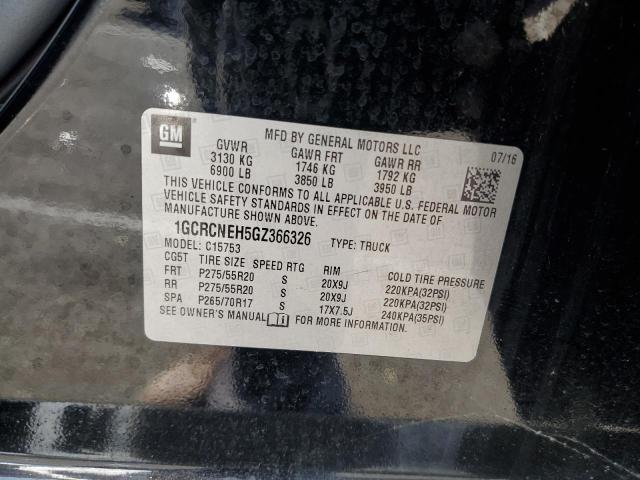 GM
MFD BY GENERAL MOTORS LLC 07/16
GVWR GAWR FRT GAWR RR
3130 KG 1746 KG 1792 KG
6900 LB 3850 LB 3950 LB
THIS VEHICLE CONFORMS TO ALL APPLICABLE U.S. FEDERAL MOTOR
VEHICLE SAFETY STANDARDS IN EFFECT ON THE DATE OF
MANUFACTURE SHOWN ABOVE.
1GCRCNEH5GZ366326 TYPE: TRUCK
MODEL: C15753
CG5T TIRE SIZE SPEED RTG RIM COLD TIRE PRESSURE
FRT P275/55R20 S 20X9J 220KPA(32PSI)
RR P275/55R20 S 20X9J 220KPA(32PSI)
SPA P265/70R17 S 17X7.5J 240KPA(35PSI)
SEE OWNER'S MANUAL FOR MORE INFORMATION.